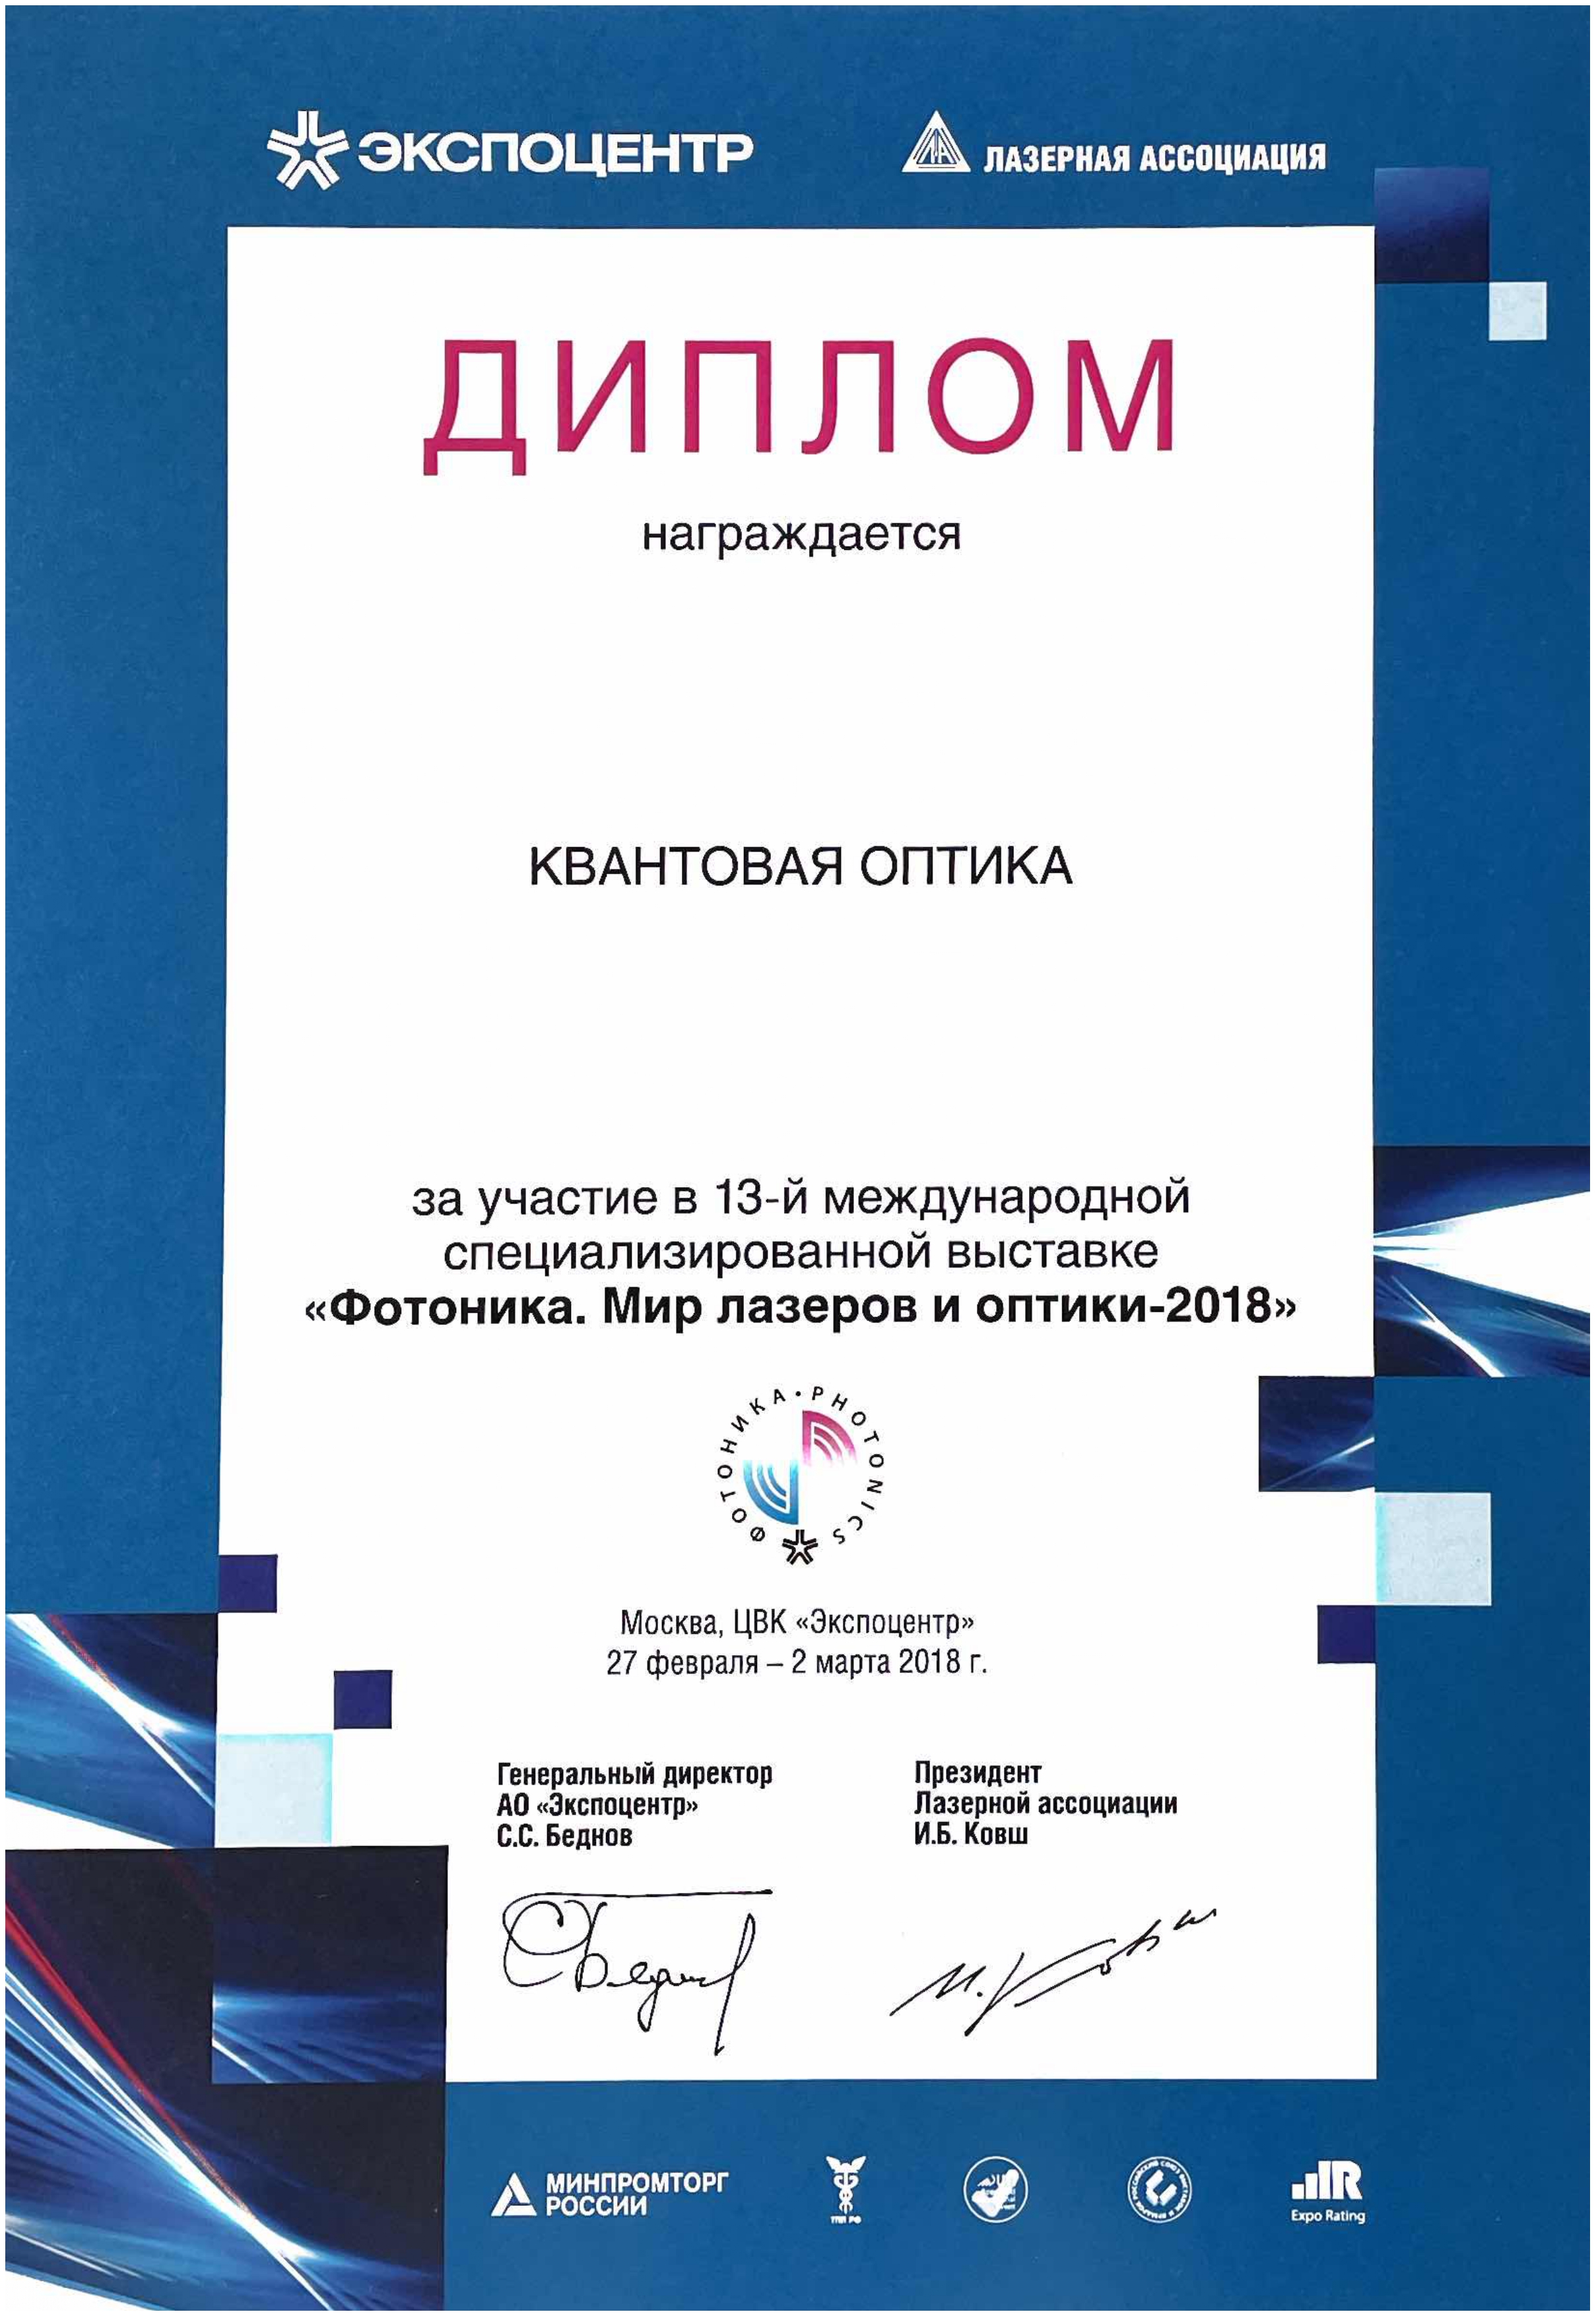 ЭКСПОЦЕНТР
ЛАЗЕРНАЯ АССОЦИАЦИЯ
ДИПЛОМ
награждается
КВАНТОВАЯ ОПТИКА
за участие в 13-й международной
специализированной выставке
«Фотоника. Мир лазеров и оптики-2018»
ФОТОНИКА · PHOTONICS
Москва, ЦВК «Экспоцентр»
27 февраля – 2 марта 2018 г.
Генеральный директор
АО «Экспоцентр»
С.С. Беднов
Президент
Лазерной ассоциации
И.Б. Ковш
МИНПРОМТОРГ
РОССИИ
ТПП РФ
Expo Rating